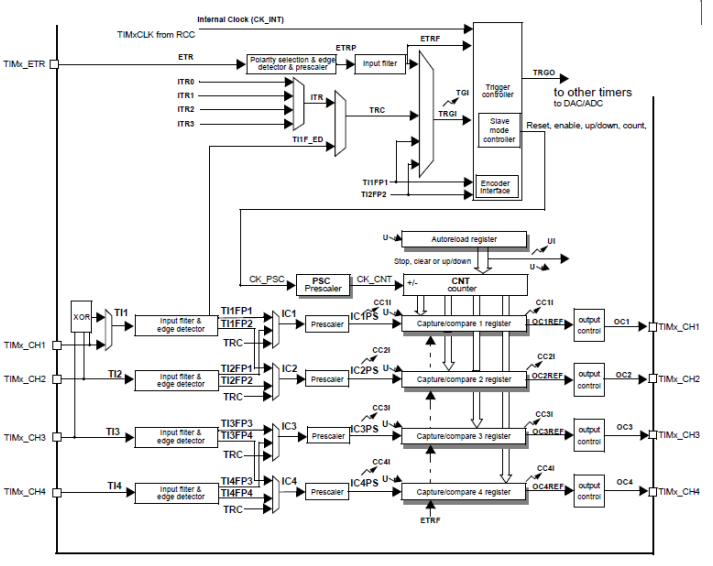 Internal Clock (CK_INT)
TIMxCLK from RCC
ETRF
TIMx_ETR
ETR
Polarity selection & edge
detector & prescaler
ETRP
Input filter
Trigger
controller
TRGO
to other timers
to DAC/ADC
ITR0
ITR1
ITR2
ITR3
ITR
TRC
TI1F_ED
TGI
TRGI
Slave
mode
controller
Reset, enable, up/down, count,
TI1FP1
TI2FP2
Encoder
Interface
U
Autoreload register
UI
Stop, clear or up/down
U
CK_PSC
PSC
Prescaler
CK_CNT
+/-
CNT
counter
XOR
TI1
Input filter &
edge detector
TI1FP1
TI1FP2
TRC
IC1
Prescaler
IC1PS
CC1I
U
Capture/compare 1 register
CC1I
OC1REF
output
control
OC1
TIMx_CH1
TIMx_CH1
TIMx_CH2
TI2
Input filter &
edge detector
TI2FP1
TI2FP2
TRC
IC2
Prescaler
IC2PS
CC2I
U
Capture/compare 2 register
CC2I
OC2REF
output
control
OC2
TIMx_CH2
TIMx_CH3
TI3
Input filter &
edge detector
TI3FP3
TI3FP4
TRC
IC3
Prescaler
IC3PS
CC3I
U
Capture/compare 3 register
CC3I
OC3REF
output
control
OC3
TIMx_CH3
TIMx_CH4
TI4
Input filter &
edge detector
TI4FP3
TI4FP4
TRC
IC4
Prescaler
IC4PS
CC4I
U
Capture/compare 4 register
CC4I
OC4REF
output
control
OC4
TIMx_CH4
ETRF